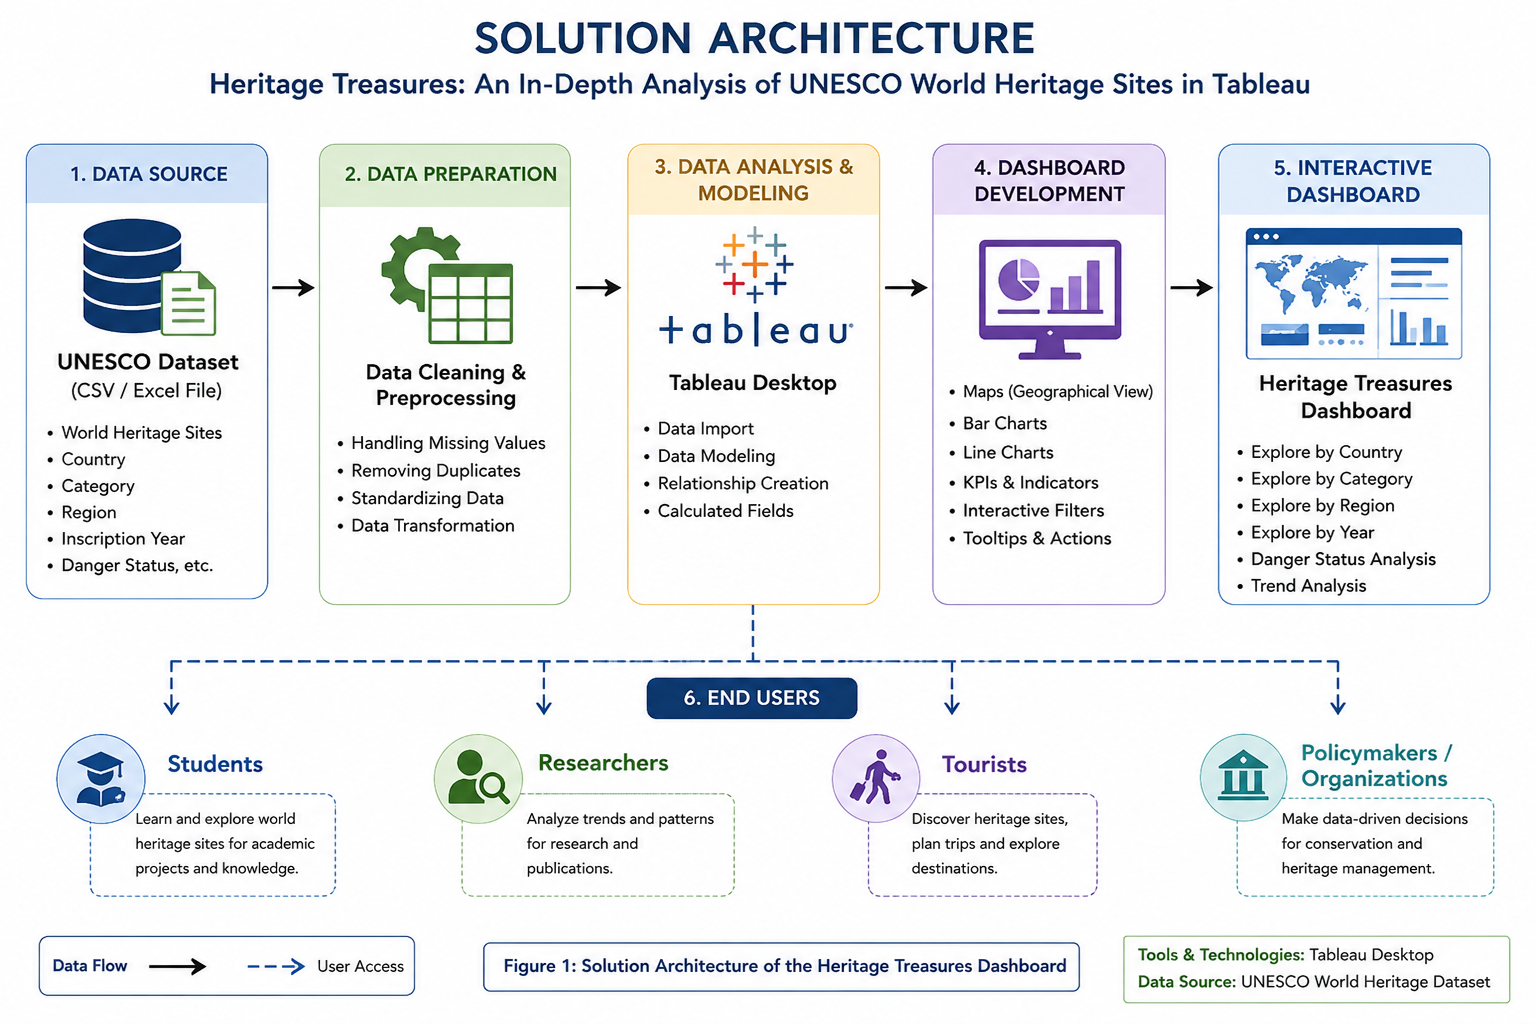 SOLUTION ARCHITECTURE
Heritage Treasures: An In-Depth Analysis of UNESCO World Heritage Sites in Tableau
1. DATA SOURCE
UNESCO Dataset
(CSV / Excel File)
• World Heritage Sites
• Country
• Category
• Region
• Inscription Year
• Danger Status, etc.
2. DATA PREPARATION
Data Cleaning &
Preprocessing
• Handling Missing Values
• Removing Duplicates
• Standardizing Data
• Data Transformation
3. DATA ANALYSIS &
MODELING
tableau
Tableau Desktop
• Data Import
• Data Modeling
• Relationship Creation
• Calculated Fields
4. DASHBOARD
DEVELOPMENT
• Maps (Geographical View)
• Bar Charts
• Line Charts
• KPIs & Indicators
• Interactive Filters
• Tooltips & Actions
5. INTERACTIVE
DASHBOARD
Heritage Treasures
Dashboard
• Explore by Country
• Explore by Category
• Explore by Region
• Explore by Year
• Danger Status Analysis
• Trend Analysis
6. END USERS
Students
Learn and explore world
heritage sites for academic
projects and knowledge.
Researchers
Analyze trends and patterns
for research and
publications.
Tourists
Discover heritage sites,
plan trips and explore
destinations.
Policymakers /
Organizations
Make data-driven decisions
for conservation and
heritage management.
Data Flow
User Access
Figure 1: Solution Architecture of the Heritage Treasures Dashboard
Tools & Technologies: Tableau Desktop
Data Source: UNESCO World Heritage Dataset